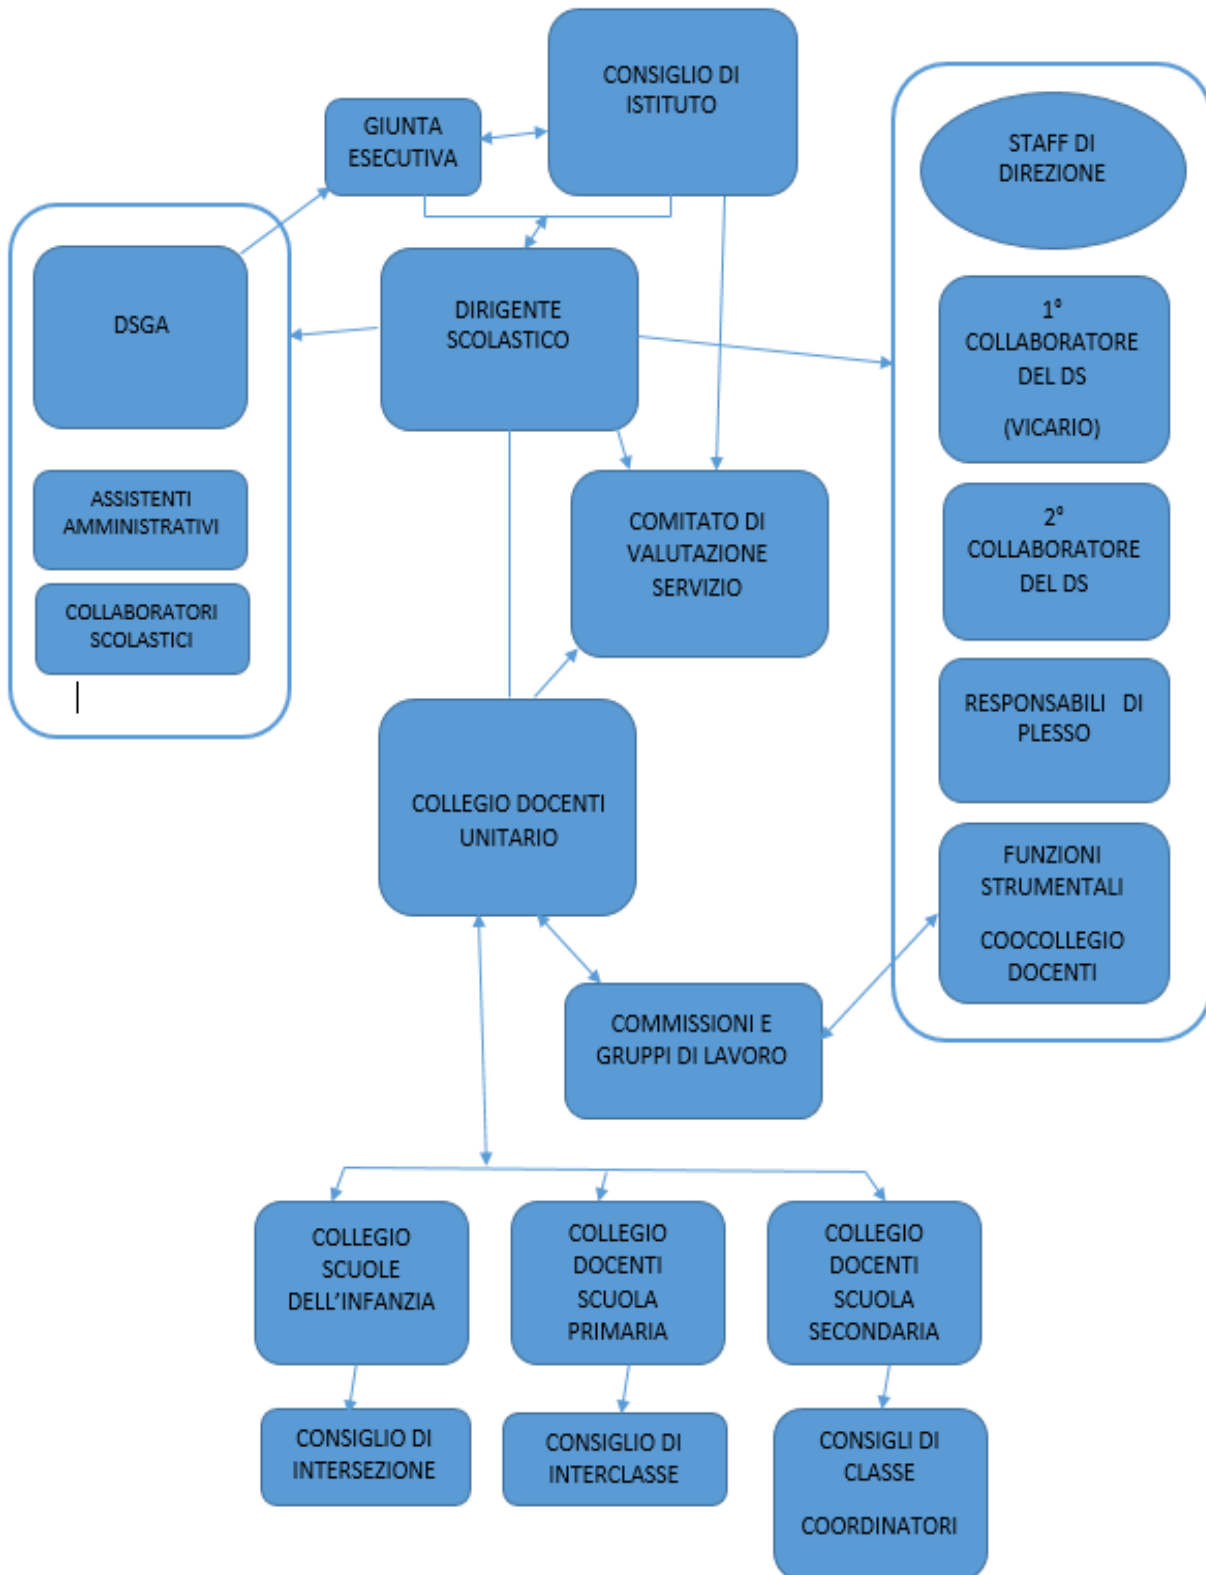 CONSIGLIO DI
ISTITUTO
GIUNTA
ESECUTIVA
STAFF DI
DIREZIONE
DSGA
DIRIGENTE
SCOLASTICO
1°
COLLABORATORE
DEL DS
(VICARIO)
ASSISTENTI
AMMINISTRATIVI
COMITATO DI
VALUTAZIONE
SERVIZIO
2°
COLLABORATORE
DEL DS
COLLABORATORI
SCOLASTICI
RESPONSABILI DI
PLESSO
COLLEGIO DOCENTI
UNITARIO
FUNZIONI
STRUMENTALI
COOCOLLEGIO
DOCENTI
COMMISSIONI E
GRUPPI DI LAVORO
COLLEGIO
SCUOLE
DELL'INFANZIA
COLLEGIO
DOCENTI
SCUOLA
PRIMARIA
COLLEGIO
DOCENTI
SCUOLA
SECONDARIA
CONSIGLIO DI
INTERSEZIONE
CONSIGLIO DI
INTERCLASSE
CONSIGLI DI
CLASSE
COORDINATORI